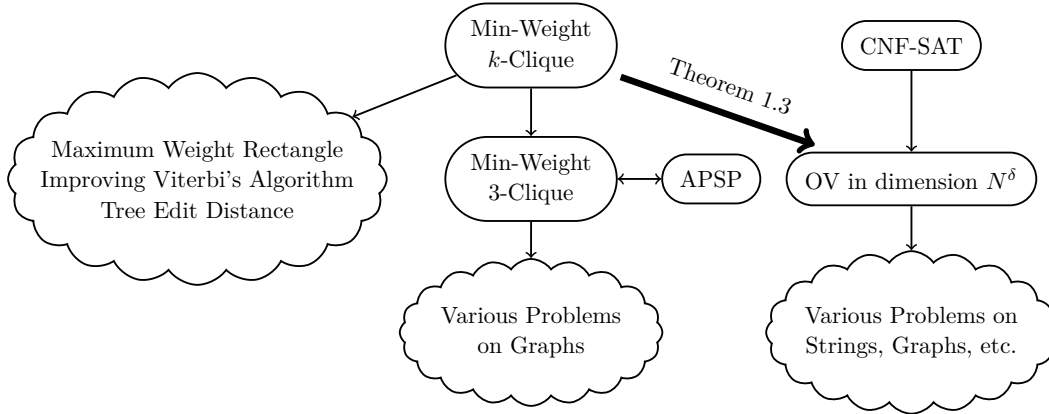 Min-Weight
k-Clique
CNF-SAT
Theorem 1.3
Maximum Weight Rectangle
Improving Viterbi's Algorithm
Tree Edit Distance
Min-Weight
3-Clique
APSP
OV in dimension N^δ
Various Problems
on Graphs
Various Problems on
Strings, Graphs, etc.